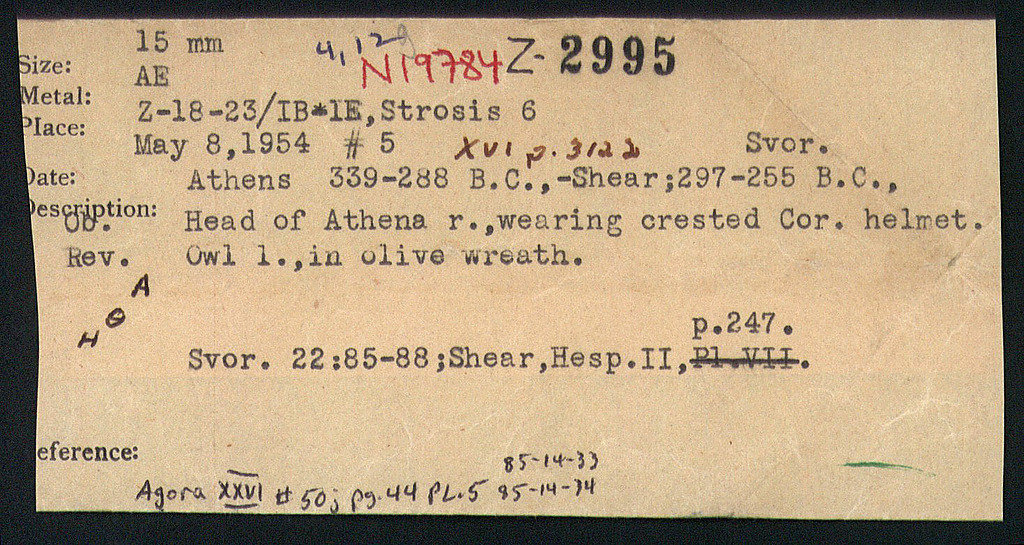 15 mm 4,129 N19784 Z- 2995
Size:
AE
Metal:
Z-18-23/IB*IE,Strosis 6
Place:
May 8,1954 # 5 XVI p.3122 Svor.
Date: Athens 339-288 B.C.,-Shear;297-255 B.C.,
Description:
Ob. Head of Athena r.,wearing crested Cor. helmet.
Rev. Owl l.,in olive wreath.
A
Θ
H
p.247.
Svor. 22:85-88;Shear,Hesp.II,Pl.VII.
eference:
85-14-33
Agora XXVI #50; pg.44 PL.5 85-14-34